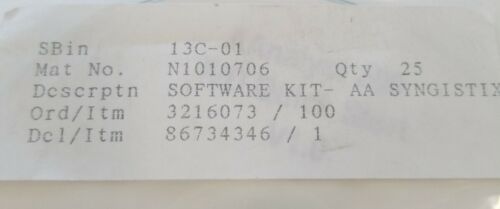 SBin 13C-01
Mat No. N1010706 Qty 25
Dcscrptn SOFTWARE KIT- AA SYNGISTIX
Ord/Itm 3216073 / 100
Dcl/Itm 86734346 / 1